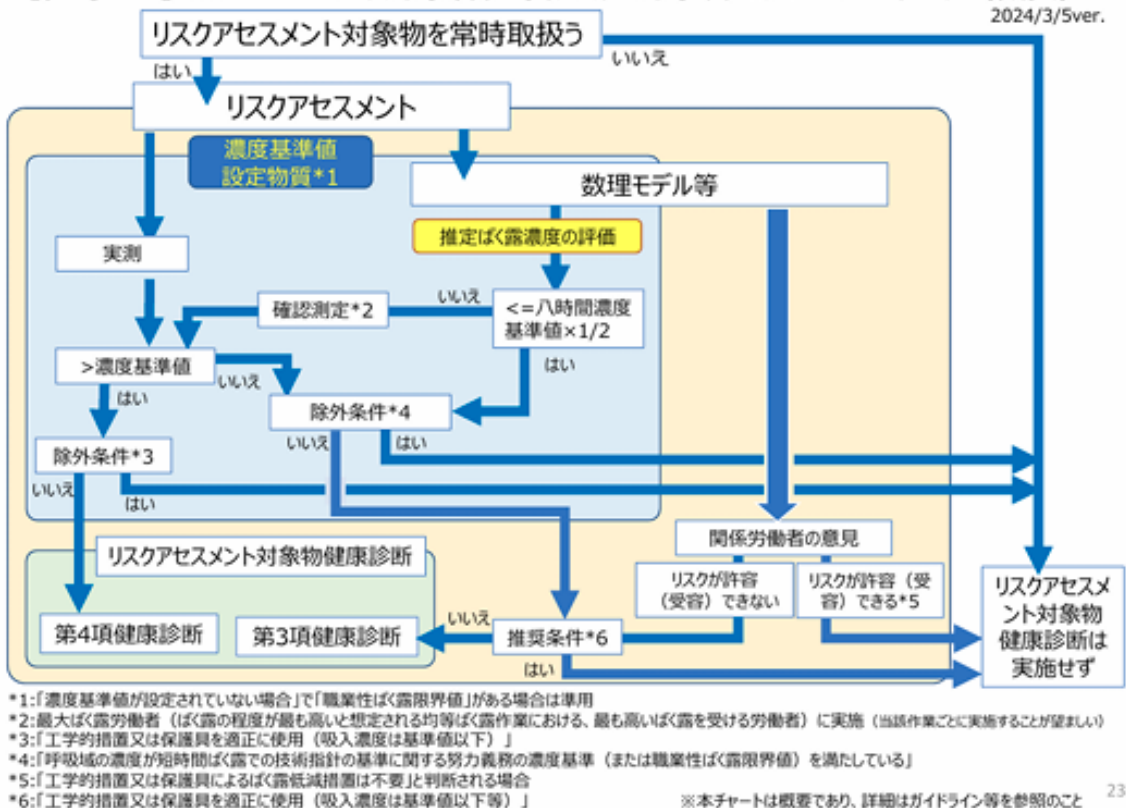 2024/3/5ver.
リスクアセスメント対象物を常時取扱う
はい
いいえ
リスクアセスメント
濃度基準値
設定物質*1
数理モデル等
推定ばく露濃度の評価
実測
確認測定*2
いいえ
<=八時間濃度
基準値×1/2
はい
>濃度基準値
いいえ
はい
除外条件*4
いいえ
はい
除外条件*3
いいえ
はい
関係労働者の意見
リスクが許容
(受容)できない
リスクが許容(受
容)できる*5
リスクアセスメント対象物健康診断
第4項健康診断
第3項健康診断
いいえ
推奨条件*6
はい
リスクアセスメ
ント対象物
健康診断は
実施せず
*1:「濃度基準値が設定されていない場合」で「職業性ばく露限界値」がある場合は準用
*2:最大ばく露労働者(ばく露の程度が最も高いと想定される均等ばく露作業における、最も高いばく露を受ける労働者)に実施(当該作業ごとに実施することが望ましい)
*3:「工学的措置又は保護具を適正に使用(吸入濃度は基準値以下)」
*4:「呼吸域の濃度が短時間ばく露での技術指針の基準に関する努力義務の濃度基準(または職業性ばく露限界値)を満たしている」
*5:「工学的措置又は保護具によるばく露低減措置は不要」と判断される場合
*6:「工学的措置又は保護具を適正に使用(吸入濃度は基準値以下等)」
※本チャートは概要であり、詳細はガイドライン等を参照のこと
23